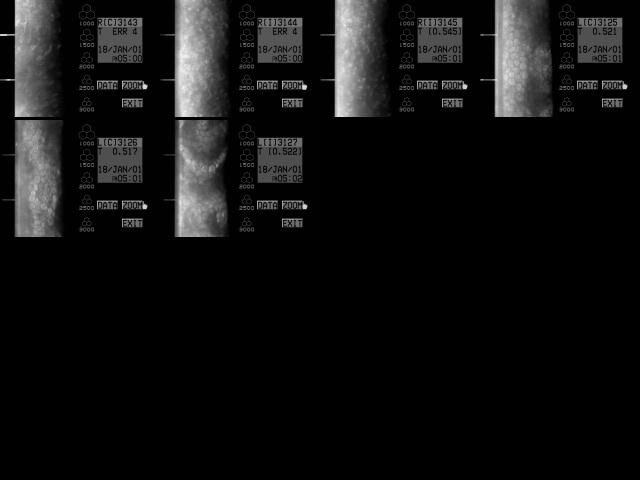 R(C)3143
T ERR 4
18/JAN/01
PM05:00
1000
1500
2000
2500
3000
DATA ZOOM
EXIT
R(I)3144
T ERR 4
18/JAN/01
PM05:00
1000
1500
2000
2500
3000
DATA ZOOM
EXIT
R(I)3145
T (0.545)
18/JAN/01
PM05:01
1000
1500
2000
2500
3000
DATA ZOOM
EXIT
L(C)3125
T 0.521
18/JAN/01
PM05:01
1000
1500
2000
2500
3000
DATA ZOOM
EXIT
L(C)3126
T 0.517
18/JAN/01
PM05:01
1000
1500
2000
2500
3000
DATA ZOOM
EXIT
L(I)3127
T (0.522)
18/JAN/01
PM05:02
1000
1500
2000
2500
3000
DATA ZOOM
EXIT